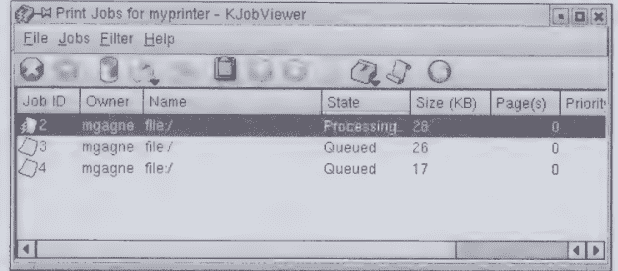 Print Jobs for myprinter - KJobViewer
File Jobs Filter Help
Job ID Owner Name State Size (KB) Page(s) Priority
2 mgagne file:/ Processing... 28 0
3 mgagne file:/ Queued 26 0
4 mgagne file:/ Queued 17 0